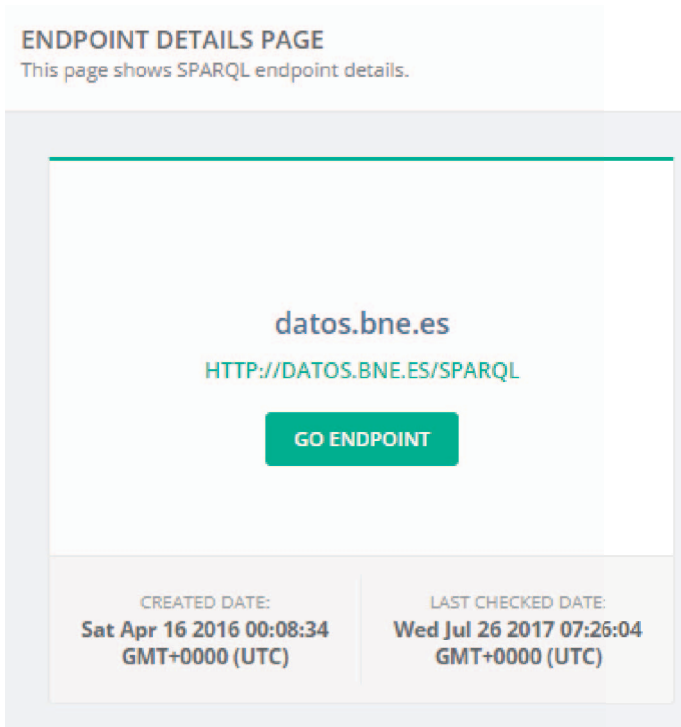 ENDPOINT DETAILS PAGE
This page shows SPARQL endpoint details.
datos.bne.es
HTTP://DATOS.BNE.ES/SPARQL
GO ENDPOINT
CREATED DATE:
Sat Apr 16 2016 00:08:34
GMT+0000 (UTC)
LAST CHECKED DATE:
Wed Jul 26 2017 07:26:04
GMT+0000 (UTC)